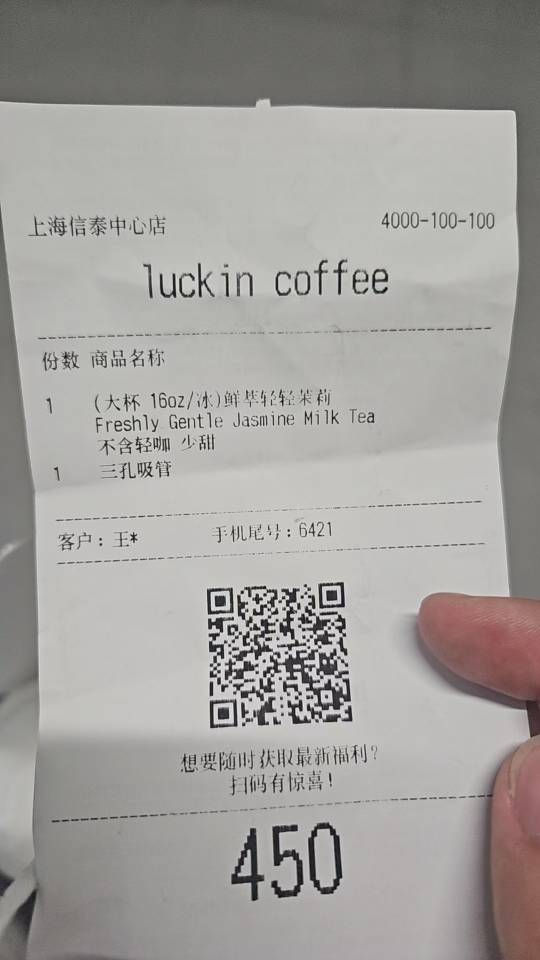 上海信泰中心店 4000-100-100
luckin coffee
份数 商品名称
1 (大杯 16oz/冰)鲜萃轻轻茉莉
Freshly Gentle Jasmine Milk Tea
不含轻咖 少甜
1 三孔吸管
客户：王* 手机尾号：6421
想要随时获取最新福利？
扫码有惊喜！
450